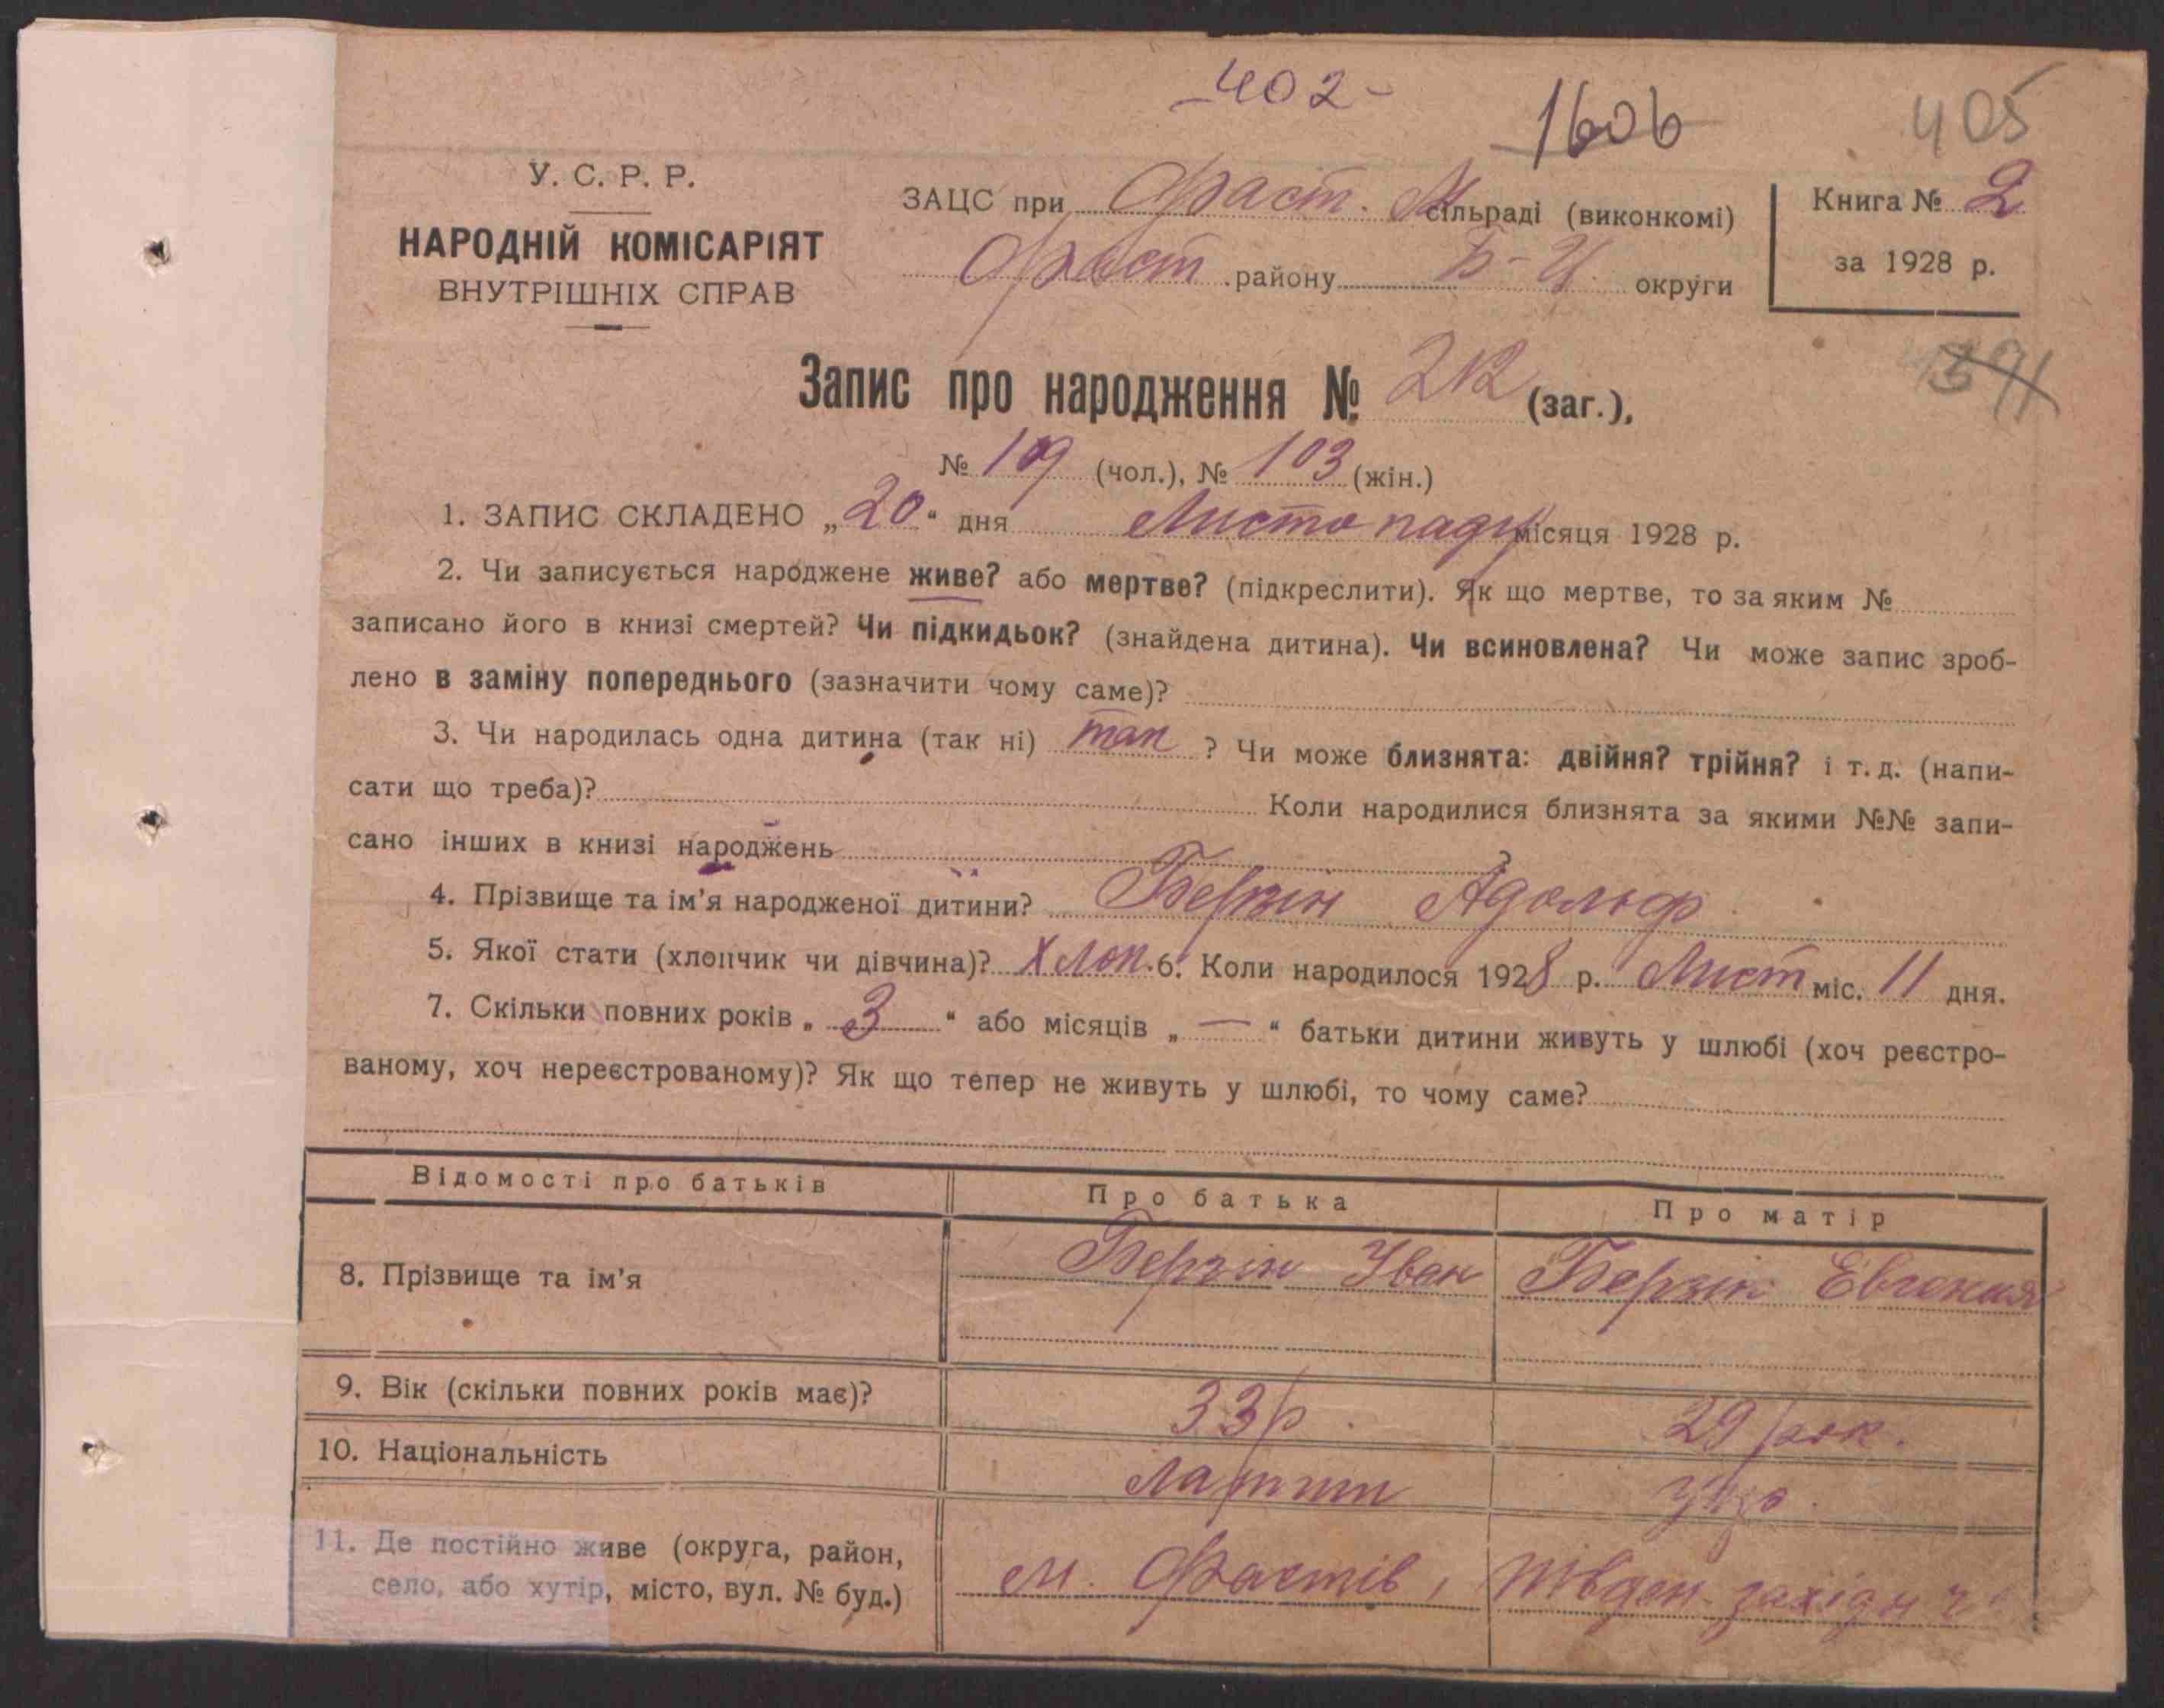 402-
1606
405
У. С. Р. Р.
НАРОДНІЙ КОМІСАРІЯТ
ВНУТРІШНІХ СПРАВ
ЗАЦС при Фаст. М сільраді (виконкомі)
Фаст району Б-Ц. округи
Книга № 2
за 1928 р.
391
Запис про народження № 212 (заг.),
№ 109 (чол.), № 103 (жін.)
1. ЗАПИС СКЛАДЕНО „20“ дня Листопаду місяця 1928 р.
2. Чи записується народжене живе? або мертве? (підкреслити). Як що мертве, то за яким №
записано його в книзі смертей? Чи підкидьок? (знайдена дитина). Чи всиновлена? Чи може запис зроб-
лено в заміну попереднього (зазначити чому саме)?
3. Чи народилась одна дитина (так ні) так ? Чи може близнята: двійня? трійня? і т. д. (напи-
сати що треба)? Коли народилися близнята за якими №№ запи-
сано інших в книзі народжень ?
4. Прізвище та ім’я народженої дитини? Берзін Адольф
5. Якої стати (хлопчик чи дівчина)? Хлоп. 6. Коли народилося 1928 р. Лист міс. 11 дня.
7. Скільки повних років „ 3 “ або місяців „ — “ батьки дитини живуть у шлюбі (хоч реєстро-
ваному, хоч нереєстрованому)? Як що тепер не живуть у шлюбі, то чому саме?
Відомості про батьків Про батька Про матір
8. Прізвище та ім’я Берзін Іван Берзін Евгения
9. Вік (скільки повних років має)? 33 р. 29 рок.
10. Національність латиш Укр.
11. Де постійно живе (округа, район,
село, або хутір, місто, вул. № буд.) м. Фастів, Півден-західн